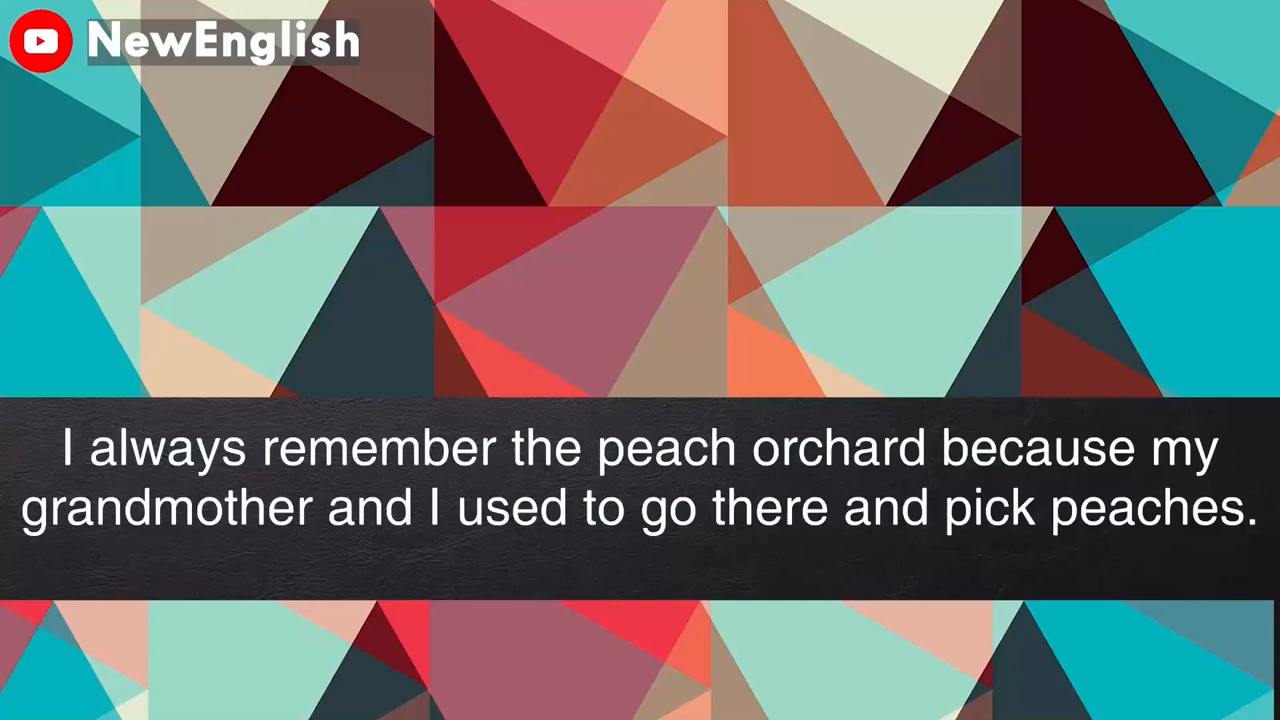 NewEnglish
I always remember the peach orchard because my
grandmother and I used to go there and pick peaches.